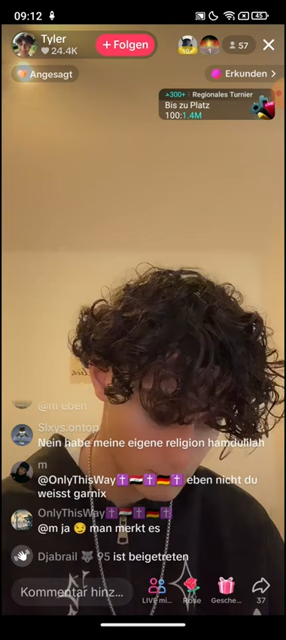 09:12
45
Tyler
24.4K
+ Folgen
57
Angesagt
Erkunden >
300+ · Regionales Turnier
Bis zu Platz
100:1.4M
@m eben
Slxys.ontop
Nein habe meine eigene religion hamdulilah
m
@OnlyThisWay✝️🇮🇶✝️🇩🇪✝️ eben nicht du
weisst garnix
OnlyThisWay✝️🇮🇶✝️🇩🇪✝️
@m ja 😏 man merkt es
Djabrail 🐺 95 ist beigetreten
Kommentar hinz...
LIVE mi...
Rose
Gesche...
37